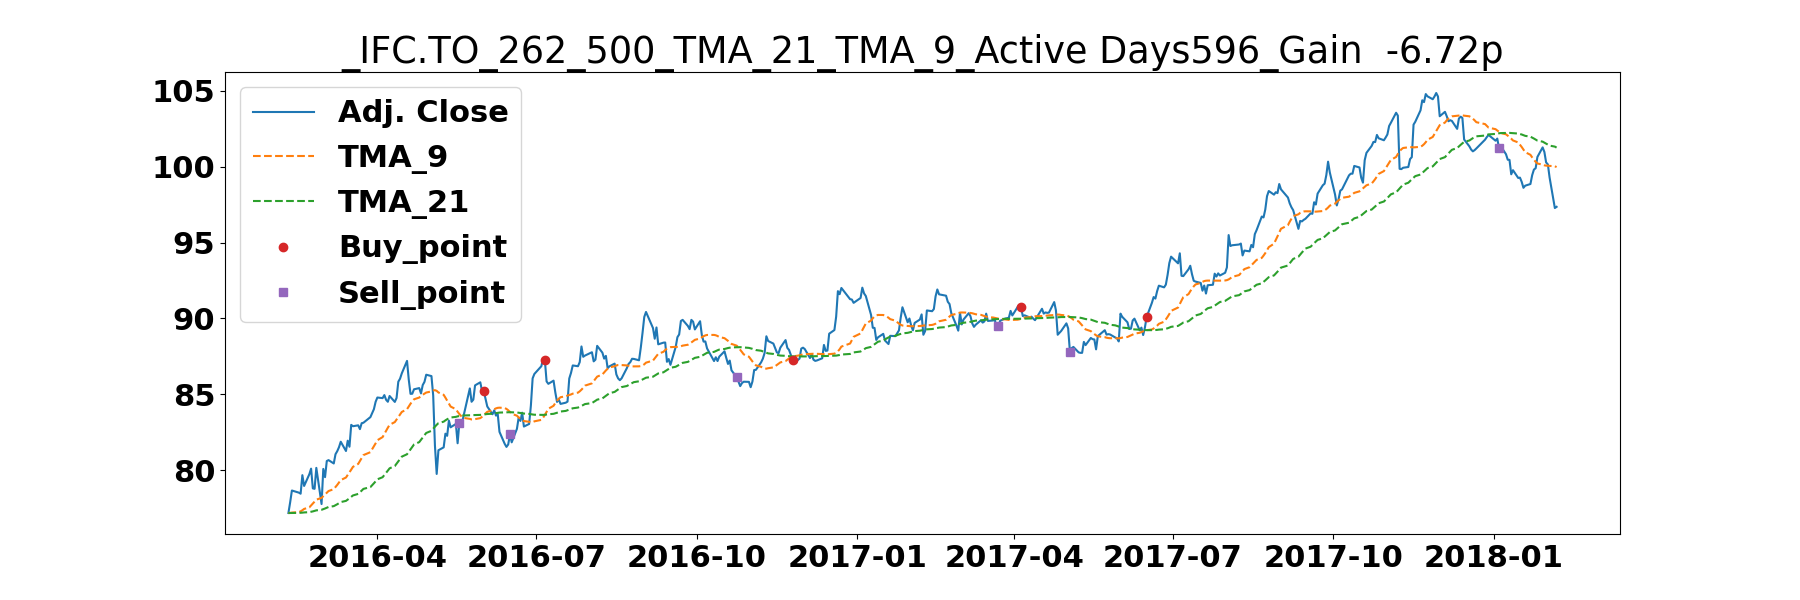 _IFC.TO_262_500_TMA_21_TMA_9_Active Days596_Gain  -6.72p
105
100
95
90
85
80
Adj. Close
TMA_9
TMA_21
Buy_point
Sell_point
2016-04 2016-07 2016-10 2017-01 2017-04 2017-07 2017-10 2018-01